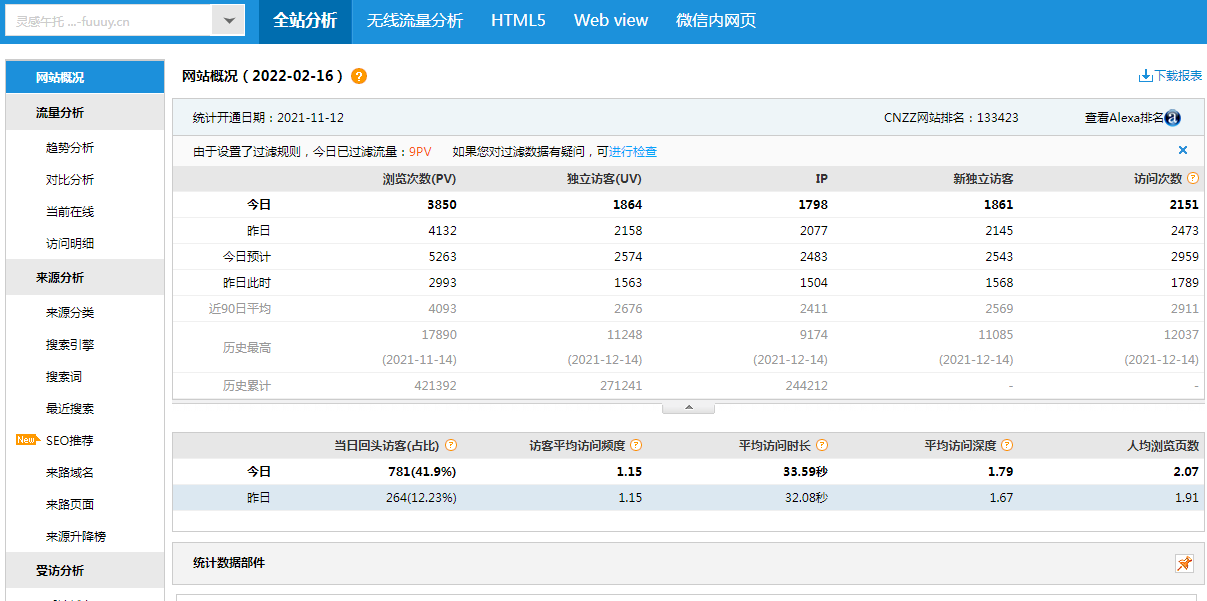 灵感午托 ...-fuuuy.cn
全站分析 无线流量分析 HTML5 Web view 微信内网页
网站概况
流量分析
趋势分析
对比分析
当前在线
访问明细
来源分析
来源分类
搜索引擎
搜索词
最近搜索
New SEO推荐
来路域名
来路页面
来源升降榜
受访分析
网站概况（2022-02-16） ? 下载报表
统计开通日期：2021-11-12 CNZZ网站排名：133423 查看Alexa排名 a
由于设置了过滤规则，今日已过滤流量：9PV 如果您对过滤数据有疑问，可进行检查
浏览次数(PV) 独立访客(UV) IP 新独立访客 访问次数 ?
今日 3850 1864 1798 1861 2151
昨日 4132 2158 2077 2145 2473
今日预计 5263 2574 2483 2543 2959
昨日此时 2993 1563 1504 1568 1789
近90日平均 4093 2676 2411 2569 2911
历史最高 17890 11248 9174 11085 12037
(2021-11-14) (2021-12-14) (2021-12-14) (2021-12-14) (2021-12-14)
历史累计 421392 271241 244212 - -
当日回头访客(占比) ? 访客平均访问频度 ? 平均访问时长 ? 平均访问深度 ? 人均浏览页数
今日 781(41.9%) 1.15 33.59秒 1.79 2.07
昨日 264(12.23%) 1.15 32.08秒 1.67 1.91
统计数据部件